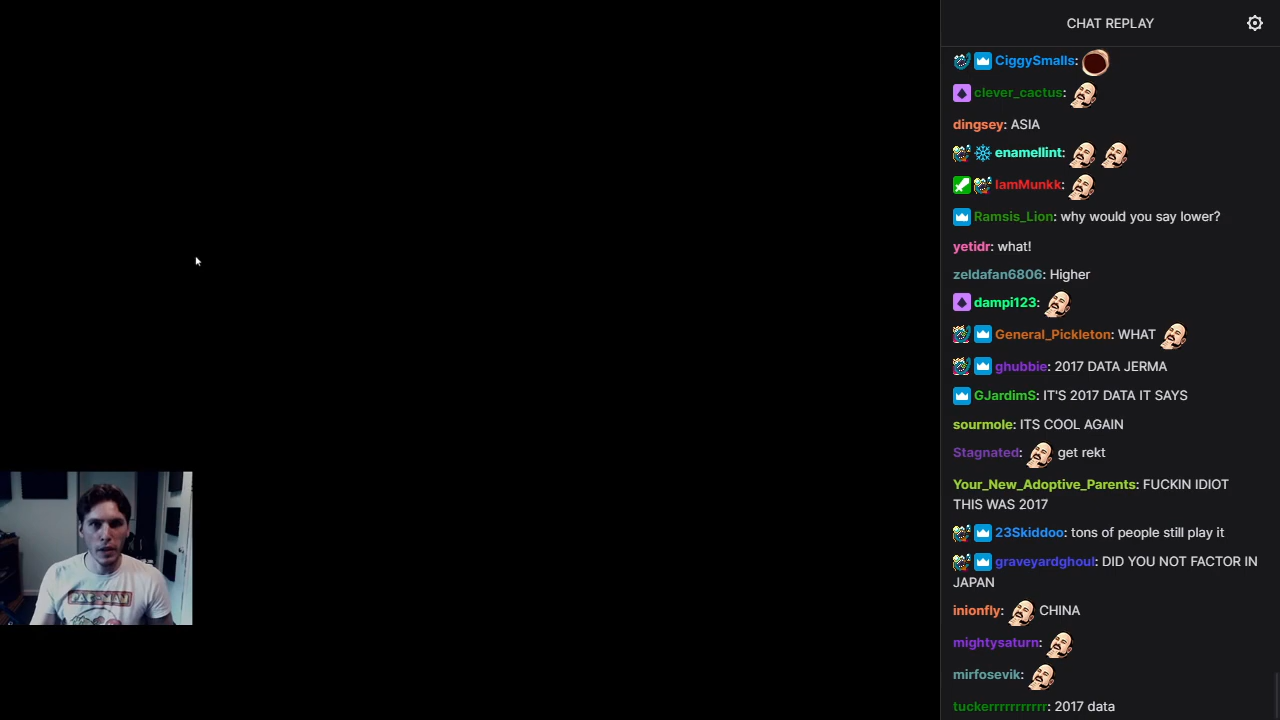 CHAT REPLAY
CiggySmalls:
clever_cactus:
dingsey: ASIA
enamellint:
IamMunkk:
Ramsis_Lion: why would you say lower?
yetidr: what!
zeldafan6806: Higher
dampi123:
General_Pickleton: WHAT
ghubbie: 2017 DATA JERMA
GJardimS: IT'S 2017 DATA IT SAYS
sourmole: ITS COOL AGAIN
Stagnated: get rekt
Your_New_Adoptive_Parents: FUCKIN IDIOT
THIS WAS 2017
23Skiddoo: tons of people still play it
graveyardghoul: DID YOU NOT FACTOR IN
JAPAN
inionfly: CHINA
mightysaturn:
mirfosevik:
tuckerrrrrrrrrrr: 2017 data
PAC-MAN